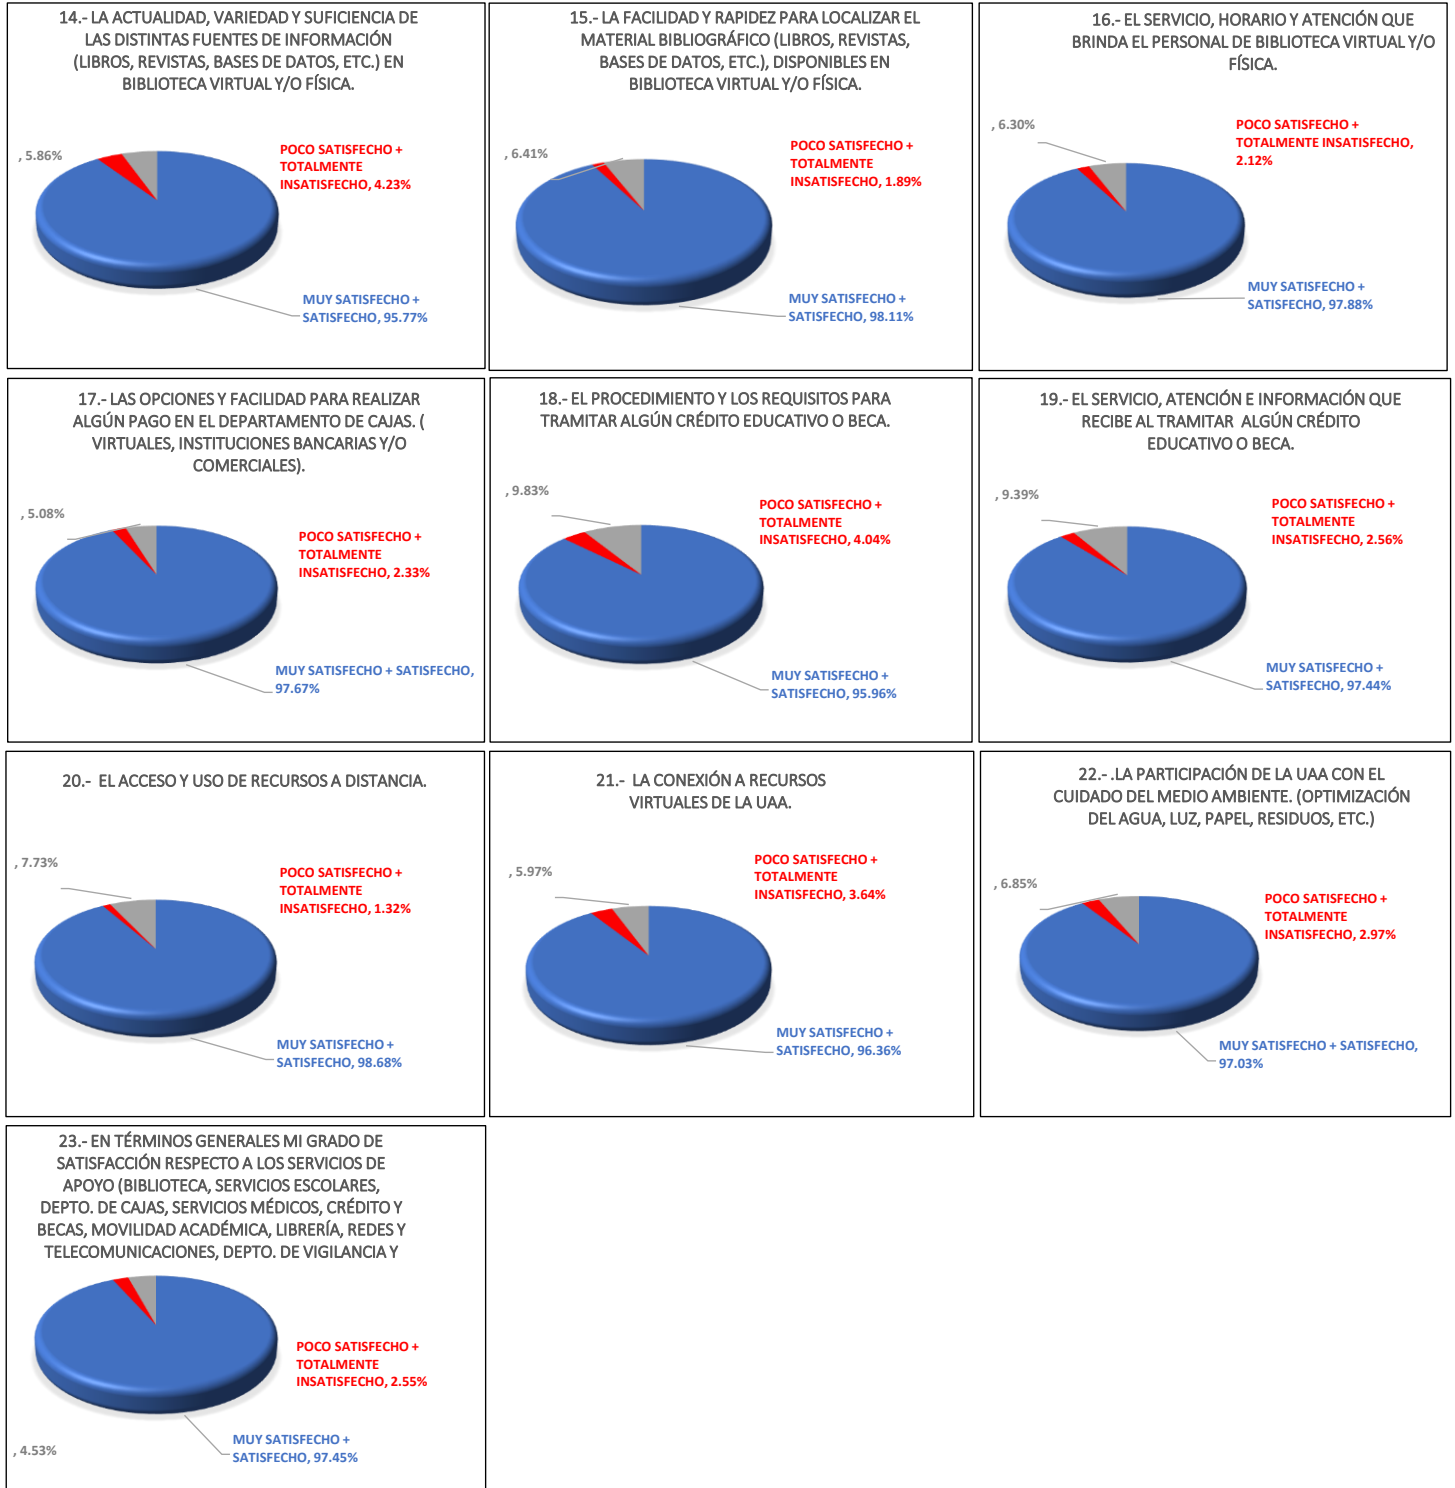 14.- LA ACTUALIDAD, VARIEDAD Y SUFICIENCIA DE
LAS DISTINTAS FUENTES DE INFORMACIÓN
(LIBROS, REVISTAS, BASES DE DATOS, ETC.) EN
BIBLIOTECA VIRTUAL Y/O FÍSICA.
, 5.86%
POCO SATISFECHO +
TOTALMENTE
INSATISFECHO, 4.23%
MUY SATISFECHO +
SATISFECHO, 95.77%
15.- LA FACILIDAD Y RAPIDEZ PARA LOCALIZAR EL
MATERIAL BIBLIOGRÁFICO (LIBROS, REVISTAS,
BASES DE DATOS, ETC.), DISPONIBLES EN
BIBLIOTECA VIRTUAL Y/O FÍSICA.
, 6.41%
POCO SATISFECHO +
TOTALMENTE
INSATISFECHO, 1.89%
MUY SATISFECHO +
SATISFECHO, 98.11%
16.- EL SERVICIO, HORARIO Y ATENCIÓN QUE
BRINDA EL PERSONAL DE BIBLIOTECA VIRTUAL Y/O
FÍSICA.
, 6.30%
POCO SATISFECHO +
TOTALMENTE INSATISFECHO,
2.12%
MUY SATISFECHO +
SATISFECHO, 97.88%
17.- LAS OPCIONES Y FACILIDAD PARA REALIZAR
ALGÚN PAGO EN EL DEPARTAMENTO DE CAJAS. (
VIRTUALES, INSTITUCIONES BANCARIAS Y/O
COMERCIALES).
, 5.08%
POCO SATISFECHO +
TOTALMENTE
INSATISFECHO, 2.33%
MUY SATISFECHO + SATISFECHO,
97.67%
18.- EL PROCEDIMIENTO Y LOS REQUISITOS PARA
TRAMITAR ALGÚN CRÉDITO EDUCATIVO O BECA.
, 9.83%
POCO SATISFECHO +
TOTALMENTE
INSATISFECHO, 4.04%
MUY SATISFECHO +
SATISFECHO, 95.96%
19.- EL SERVICIO, ATENCIÓN E INFORMACIÓN QUE
RECIBE AL TRAMITAR ALGÚN CRÉDITO
EDUCATIVO O BECA.
, 9.39%
POCO SATISFECHO +
TOTALMENTE
INSATISFECHO, 2.56%
MUY SATISFECHO +
SATISFECHO, 97.44%
20.- EL ACCESO Y USO DE RECURSOS A DISTANCIA.
, 7.73%
POCO SATISFECHO +
TOTALMENTE
INSATISFECHO, 1.32%
MUY SATISFECHO +
SATISFECHO, 98.68%
21.- LA CONEXIÓN A RECURSOS
VIRTUALES DE LA UAA.
, 5.97%
POCO SATISFECHO +
TOTALMENTE
INSATISFECHO, 3.64%
MUY SATISFECHO +
SATISFECHO, 96.36%
22.- .LA PARTICIPACIÓN DE LA UAA CON EL
CUIDADO DEL MEDIO AMBIENTE. (OPTIMIZACIÓN
DEL AGUA, LUZ, PAPEL, RESIDUOS, ETC.)
, 6.85%
POCO SATISFECHO +
TOTALMENTE
INSATISFECHO, 2.97%
MUY SATISFECHO + SATISFECHO,
97.03%
23.- EN TÉRMINOS GENERALES MI GRADO DE
SATISFACCIÓN RESPECTO A LOS SERVICIOS DE
APOYO (BIBLIOTECA, SERVICIOS ESCOLARES,
DEPTO. DE CAJAS, SERVICIOS MÉDICOS, CRÉDITO Y
BECAS, MOVILIDAD ACADÉMICA, LIBRERÍA, REDES Y
TELECOMUNICACIONES, DEPTO. DE VIGILANCIA Y
POCO SATISFECHO +
TOTALMENTE
INSATISFECHO, 2.55%
MUY SATISFECHO +
SATISFECHO, 97.45%
, 4.53%